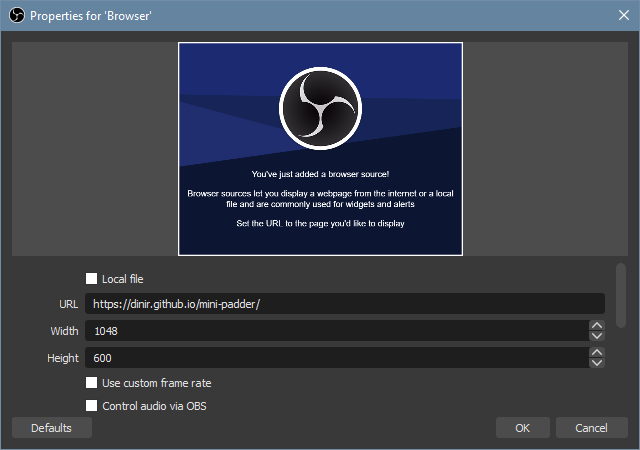 Properties for 'Browser'
You've just added a browser source!
Browser sources let you display a webpage from the internet or a local
file and are commonly used for widgets and alerts
Set the URL to the page you'd like to display
Local file
URL https://dinir.github.io/mini-padder/
Width 1048
Height 600
Use custom frame rate
Control audio via OBS
Defaults OK Cancel